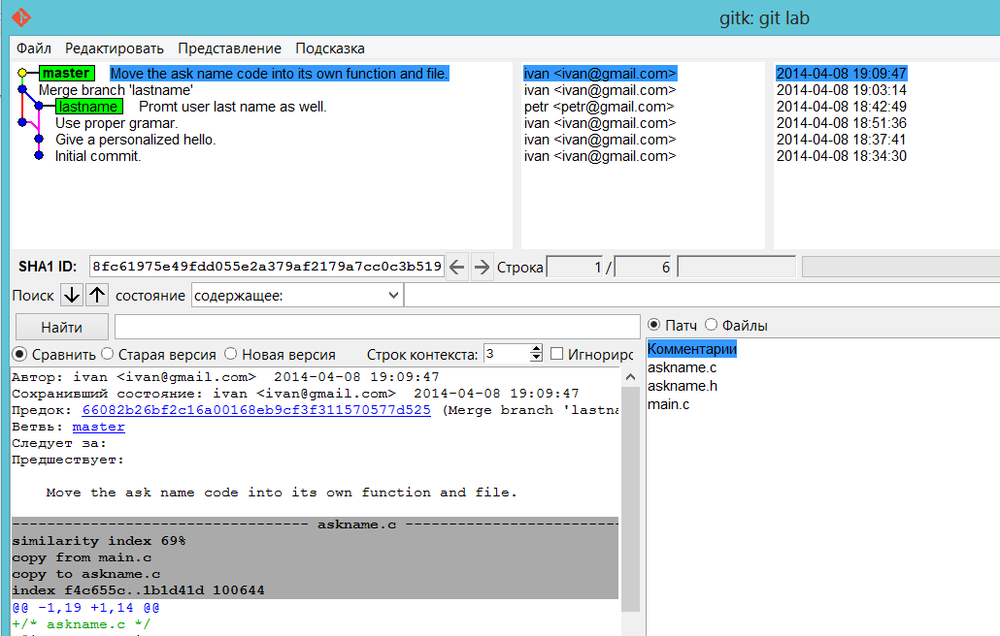 gitk: git lab
Файл Редактировать Представление Подсказка
master Move the ask name code into its own function and file. ivan <ivan@gmail.com> 2014-04-08 19:09:47
Merge branch 'lastname' ivan <ivan@gmail.com> 2014-04-08 19:03:14
lastname Promt user last name as well. petr <petr@gmail.com> 2014-04-08 18:42:49
Use proper gramar. ivan <ivan@gmail.com> 2014-04-08 18:51:36
Give a personalized hello. ivan <ivan@gmail.com> 2014-04-08 18:37:41
Initial commit. ivan <ivan@gmail.com> 2014-04-08 18:34:30
SHA1 ID: 8fc61975e49fdd055e2a379af2179a7cc0c3b519 Строка 1 / 6
Поиск состояние содержащее:
Найти Патч Файлы
Сравнить Старая версия Новая версия Строк контекста: 3 Игнорирс
Комментарии
askname.c
askname.h
main.c
Автор: ivan <ivan@gmail.com> 2014-04-08 19:09:47
Сохранивший состояние: ivan <ivan@gmail.com> 2014-04-08 19:09:47
Предок: 66082b26bf2c16a00168eb9cf3f311570577d525 (Merge branch 'lastna
Ветвь: master
Следует за:
Предшествует:
Move the ask name code into its own function and file.
--------------------------------- askname.c --------------------------
similarity index 69%
copy from main.c
copy to askname.c
index f4c655c..1b1d41d 100644
@@ -1,19 +1,14 @@
+/* askname.c */